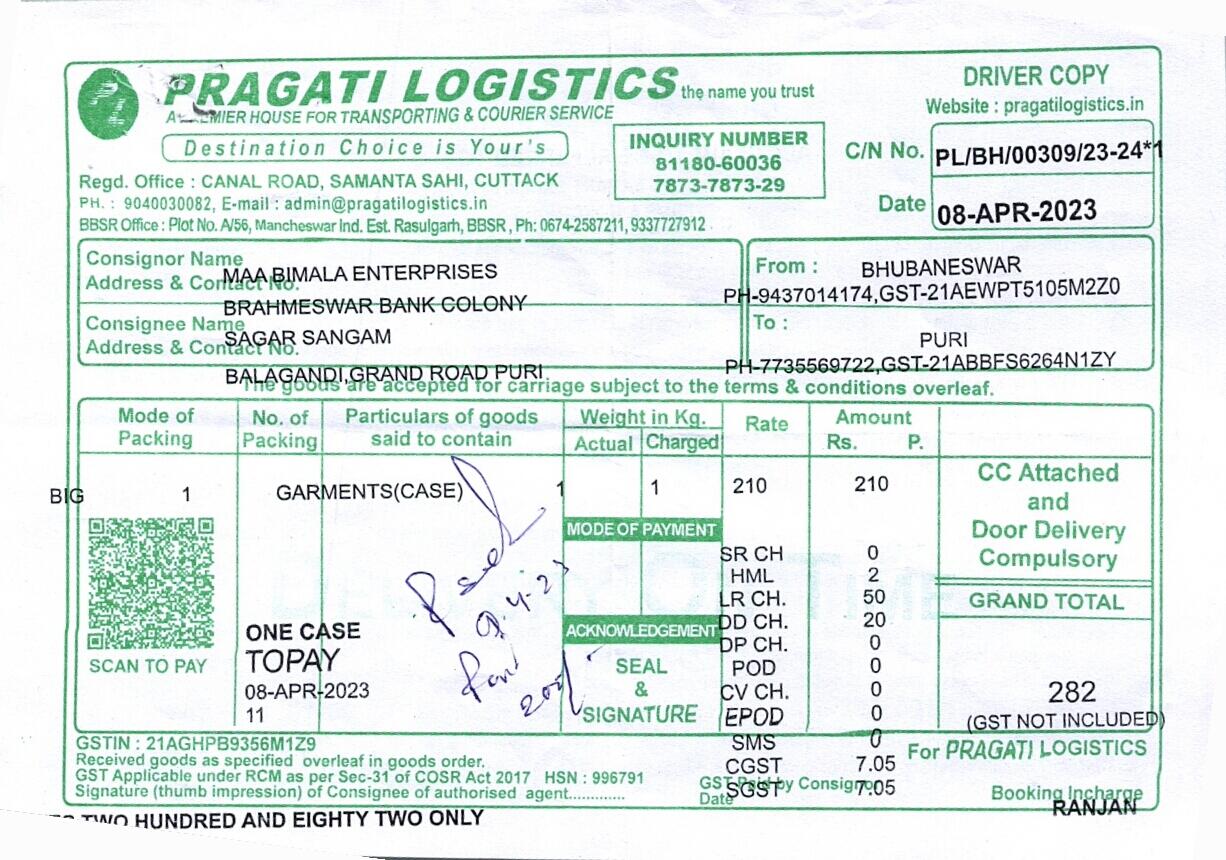 PRAGATI LOGISTICS the name you trust
HOUSE FOR TRANSPORTING & COURIER SERVICE
Destination Choice is Your's
Regd. Office : CANAL ROAD, SAMANTA SAHI, CUTTACK
PH. : 9040030082, E-mail : admin@pragatilogistics.in
BBSR Office : Plot No. A/56, Mancheswar Ind. Est. Rasulgarh, BBSR , Ph: 0674-2587211, 9337727912
INQUIRY NUMBER
81180-60036
7873-7873-29
DRIVER COPY
Website : pragatilogistics.in
C/N No. PL/BH/00309/23-24*1
Date 08-APR-2023
Consignor Name
Address & Contact No.
MAA BIMALA ENTERPRISES
BRAHMESWAR BANK COLONY
From : BHUBANESWAR
PH-9437014174,GST-21AEWPT5105M2Z0
Consignee Name
Address & Contact No.
SAGAR SANGAM
BALAGANDI,GRAND ROAD PURI
To : PURI
PH-7735569722,GST-21ABBFS6264N1ZY
The goods are accepted for carriage subject to the terms & conditions overleaf.
Mode of Packing No. of Packing Particulars of goods said to contain Weight in Kg. Actual Charged Rate Amount Rs. P.
BIG 1 GARMENTS(CASE) 1 1 210 210
CC Attached
and
Door Delivery
Compulsory
MODE OF PAYMENT
SR CH 0
HML 2
LR CH. 50
DD CH. 20
DP CH. 0
POD 0
CV CH. 0
EPOD 0
SMS 0
CGST 7.05
SGST 7.05
GRAND TOTAL
282
(GST NOT INCLUDED)
ACKNOWLEDGEMENT
SEAL
&
SIGNATURE
9.4.23
SCAN TO PAY
ONE CASE
TOPAY
08-APR-2023
11
GSTIN : 21AGHPB9356M1Z9
Received goods as specified overleaf in goods order.
GST Applicable under RCM as per Sec-31 of COSR Act 2017 HSN : 996791
Signature (thumb impression) of Consignee of authorised agent.............
GST Paid by Consignor
Date
For PRAGATI LOGISTICS
Booking Incharge
RANJAN
TWO HUNDRED AND EIGHTY TWO ONLY